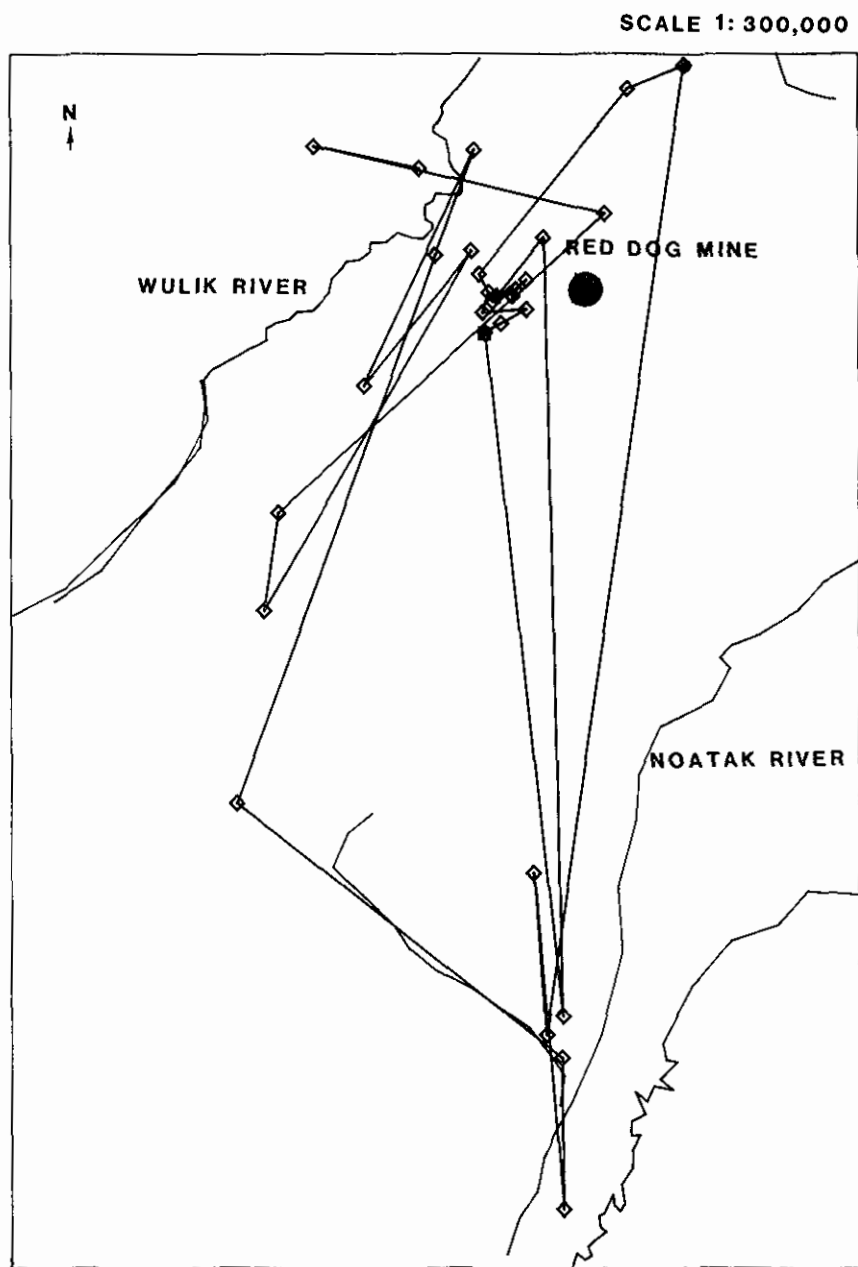 SCALE 1:300,000
N
RED DOG MINE
WULIK RIVER
NOATAK RIVER